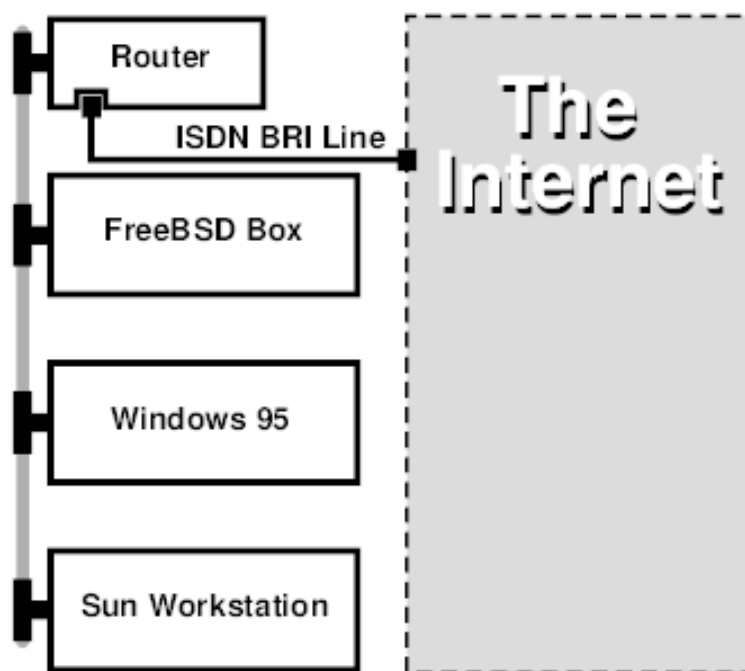 Router
ISDN BRI Line
The
Internet
FreeBSD Box
Windows 95
Sun Workstation